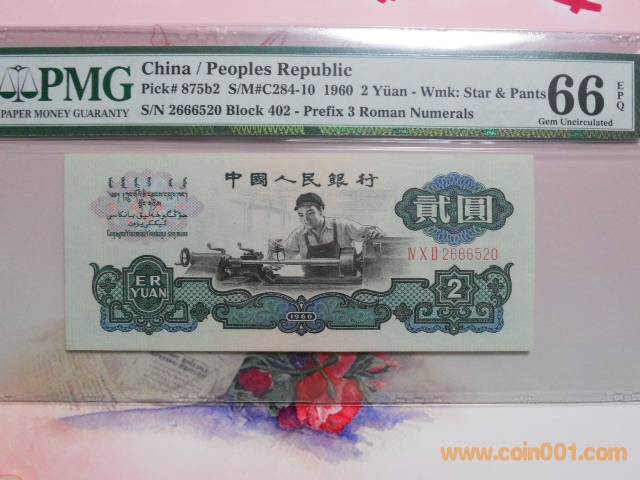 PMG
PAPER MONEY GUARANTY
China / Peoples Republic
Pick# 875b2 S/M#C284-10 1960 2 Yüan - Wmk: Star & Pants
S/N 2666520 Block 402 - Prefix 3 Roman Numerals
66 EPQ
Gem Uncirculated
中國人民銀行
貳圓
ⅣⅩⅡ 2666520
ER
YUAN
2
1960
www.coin001.com